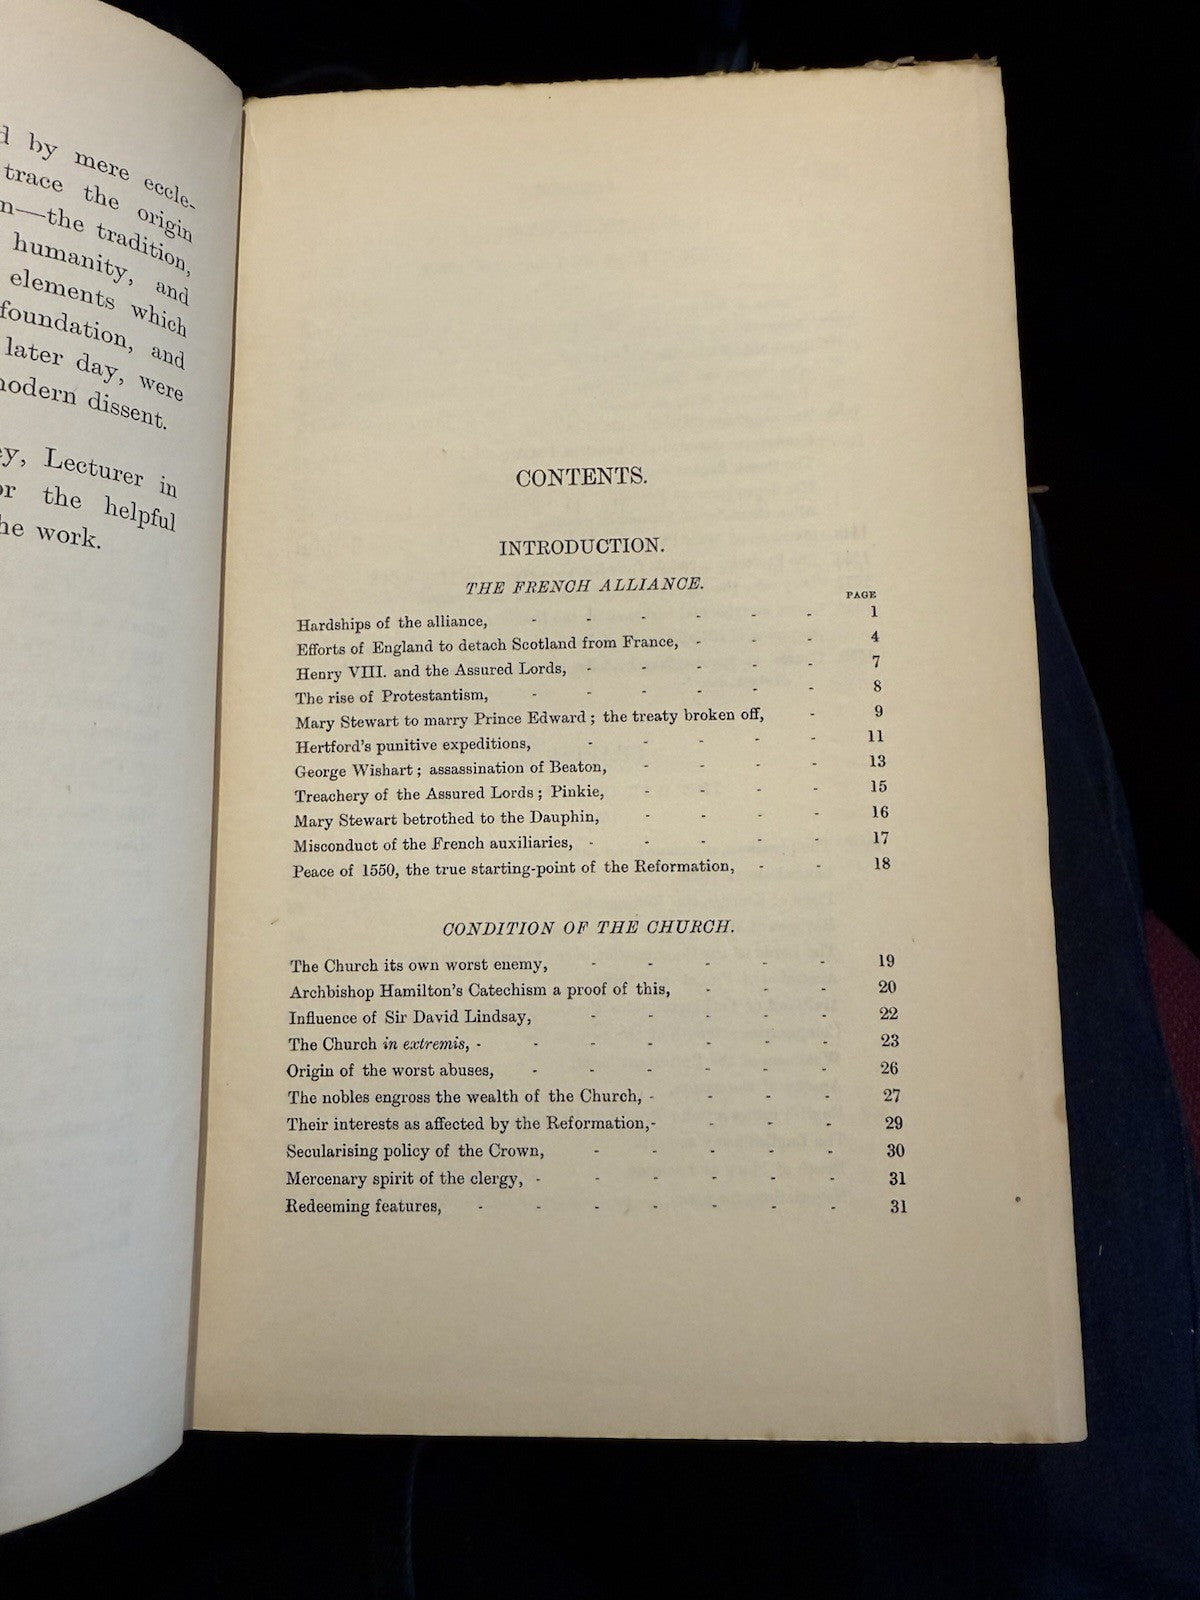 d by mere eccle-
trace the origin
n—the tradition,
humanity, and
elements which
foundation, and
later day, were
modern dissent.
ey, Lecturer in
or the helpful
he work.
CONTENTS.
INTRODUCTION.
THE FRENCH ALLIANCE.
PAGE
Hardships of the alliance, - - - - - - 1
Efforts of England to detach Scotland from France, - - - 4
Henry VIII. and the Assured Lords, - - - - - 7
The rise of Protestantism, - - - - - - 8
Mary Stewart to marry Prince Edward ; the treaty broken off, - 9
Hertford's punitive expeditions, - - - - - 11
George Wishart ; assassination of Beaton, - - - - 13
Treachery of the Assured Lords ; Pinkie, - - - - 15
Mary Stewart betrothed to the Dauphin, - - - - 16
Misconduct of the French auxiliaries, - - - - - 17
Peace of 1550, the true starting-point of the Reformation, - - 18
CONDITION OF THE CHURCH.
The Church its own worst enemy, - - - - - 19
Archbishop Hamilton's Catechism a proof of this, - - - 20
Influence of Sir David Lindsay, - - - - - 22
The Church in extremis, - - - - - - - 23
Origin of the worst abuses, - - - - - - 26
The nobles engross the wealth of the Church, - - - - 27
Their interests as affected by the Reformation,- - - - 29
Secularising policy of the Crown, - - - - - 30
Mercenary spirit of the clergy, - - - - - - 31
Redeeming features, - - - - - - - 31